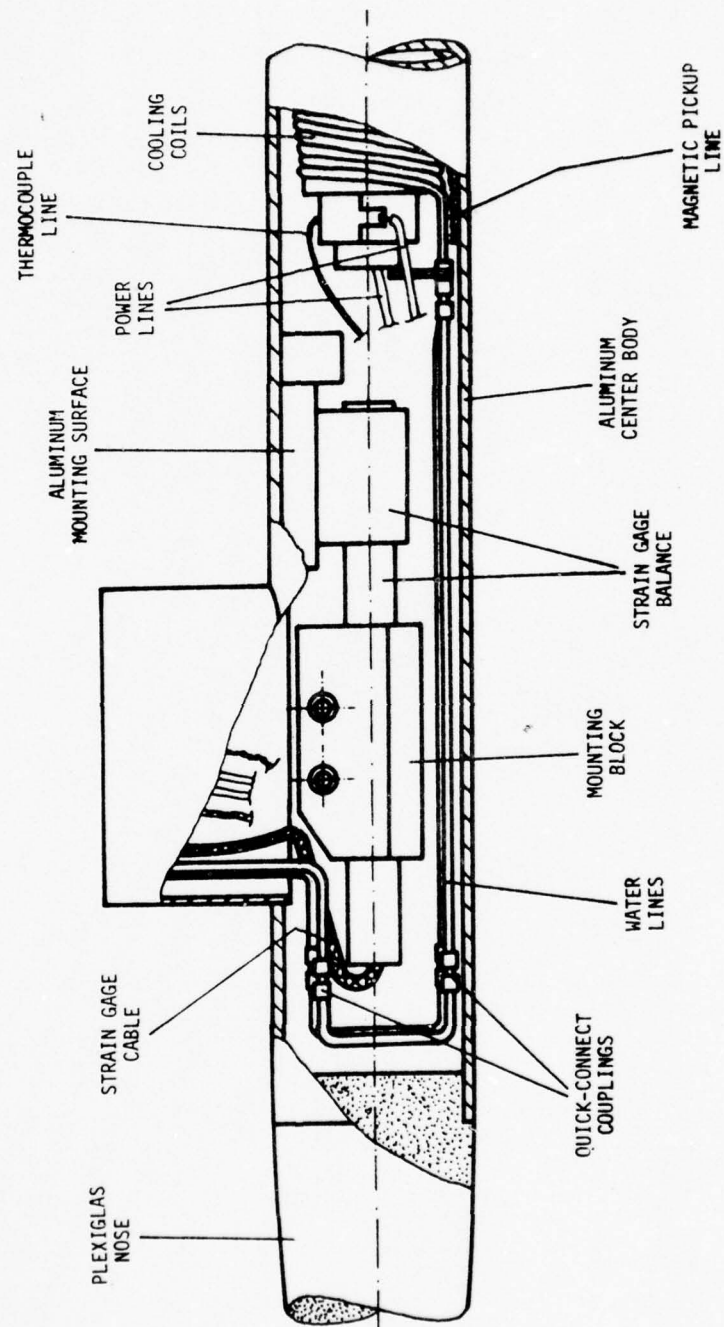 PLEXIGLAS
NOSE
STRAIN GAGE
CABLE
ALUMINUM
MOUNTING SURFACE
POWER
LINES
THERMOCOUPLE
LINE
COOLING
COILS
QUICK-CONNECT
COUPLINGS
WATER
LINES
MOUNTING
BLOCK
STRAIN GAGE
BALANCE
ALUMINUM
CENTER BODY
MAGNETIC PICKUP
LINE